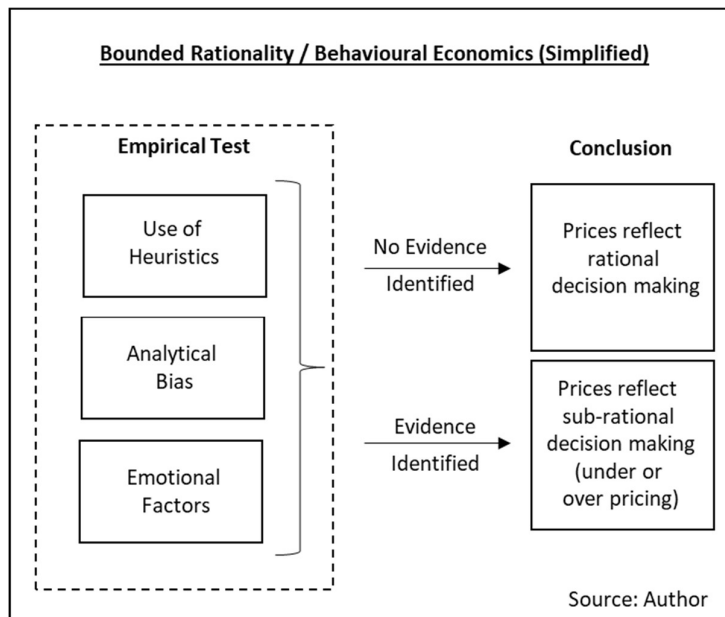 Bounded Rationality / Behavioural Economics (Simplified)
Empirical Test
Use of
Heuristics
Analytical
Bias
Emotional
Factors
No Evidence
Identified
Evidence
Identified
Conclusion
Prices reflect
rational
decision making
Prices reflect
sub-rational
decision making
(under or
over pricing)
Source: Author